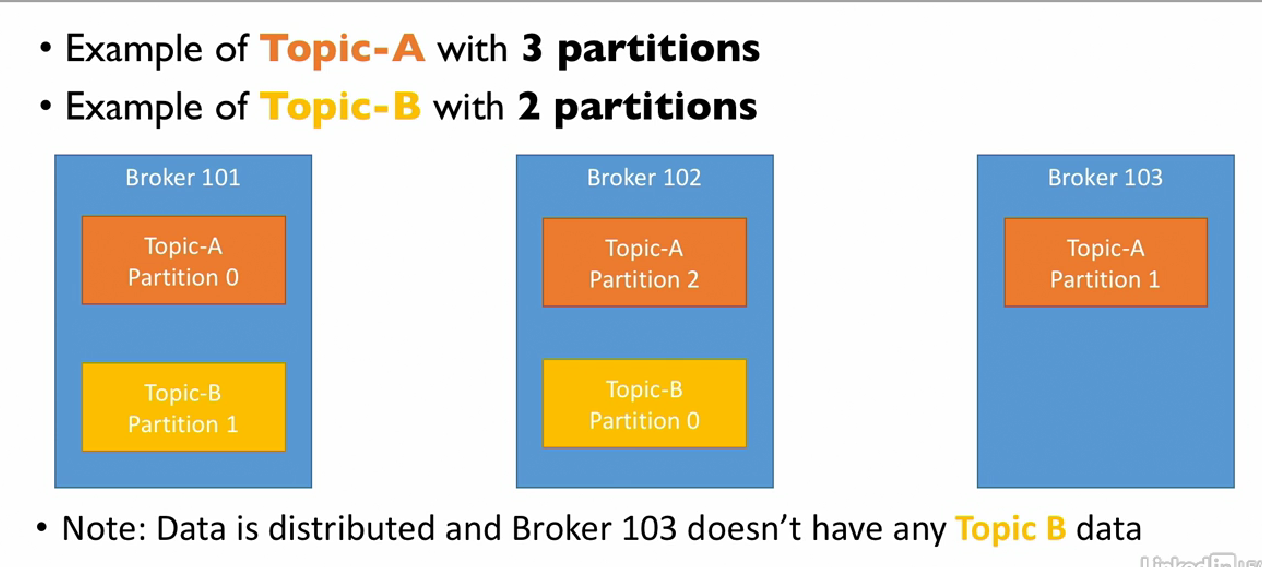 • Example of Topic-A with 3 partitions
• Example of Topic-B with 2 partitions
Broker 101
Topic-A
Partition 0
Topic-B
Partition 1
Broker 102
Topic-A
Partition 2
Topic-B
Partition 0
Broker 103
Topic-A
Partition 1
• Note: Data is distributed and Broker 103 doesn’t have any Topic B data
Linkedin